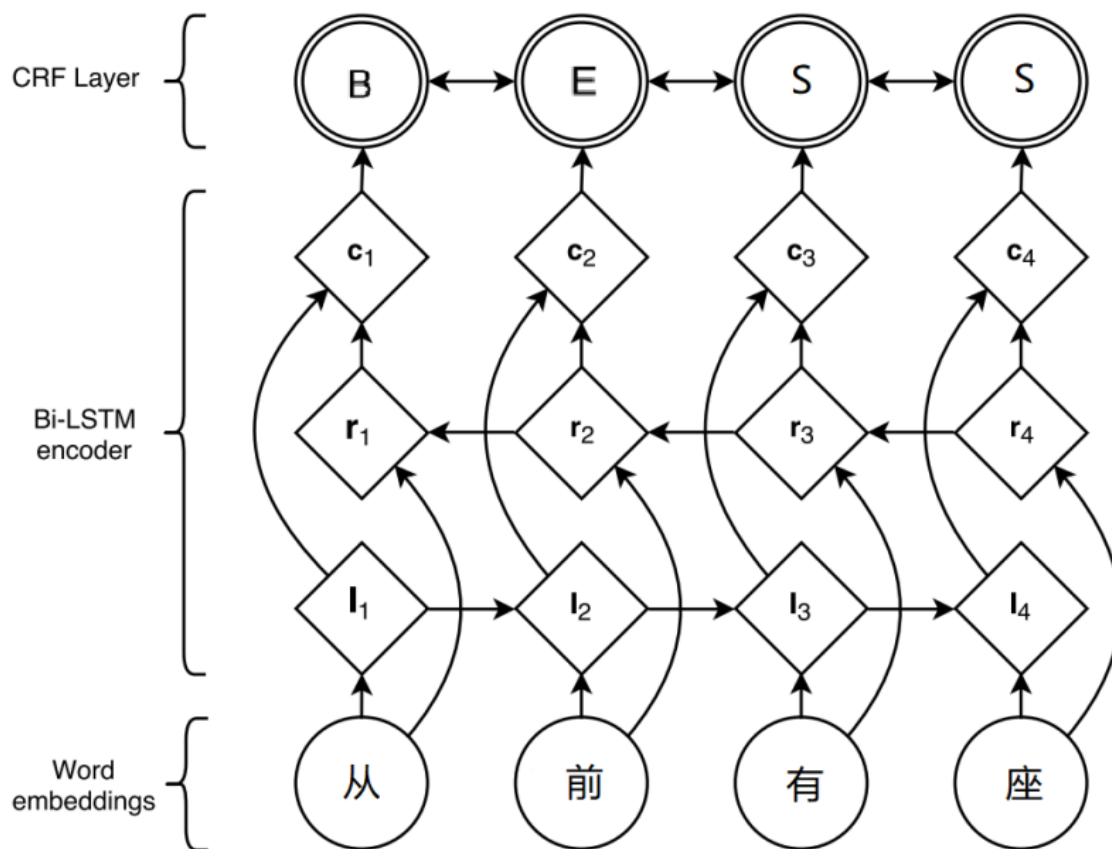 CRF Layer
B E S S
c1 c2 c3 c4
Bi-LSTM
encoder
r1 r2 r3 r4
l1 l2 l3 l4
Word
embeddings
从 前 有 座